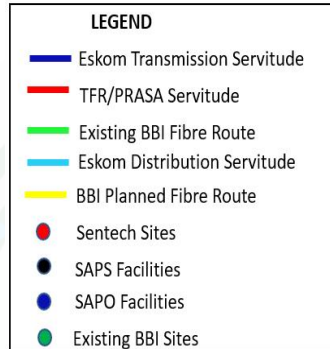 LEGEND
Eskom Transmission Servitude
TFR/PRASA Servitude
Existing BBI Fibre Route
Eskom Distribution Servitude
BBI Planned Fibre Route
Sentech Sites
SAPS Facilities
SAPO Facilities
Existing BBI Sites